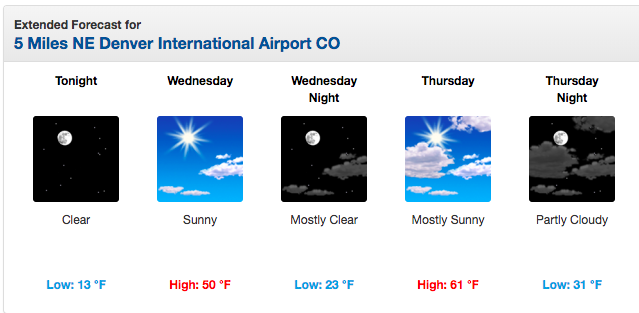 Extended Forecast for
5 Miles NE Denver International Airport CO
Tonight
Wednesday
Wednesday
Night
Thursday
Thursday
Night
Clear
Sunny
Mostly Clear
Mostly Sunny
Partly Cloudy
Low: 13 °F
High: 50 °F
Low: 23 °F
High: 61 °F
Low: 31 °F